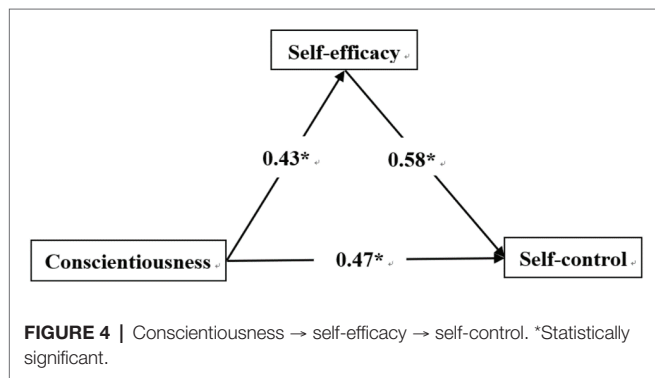 Self-efficacy
0.43*
0.58*
Conscientiousness
0.47*
Self-control
FIGURE 4 | Conscientiousness → self-efficacy → self-control. *Statistically
significant.